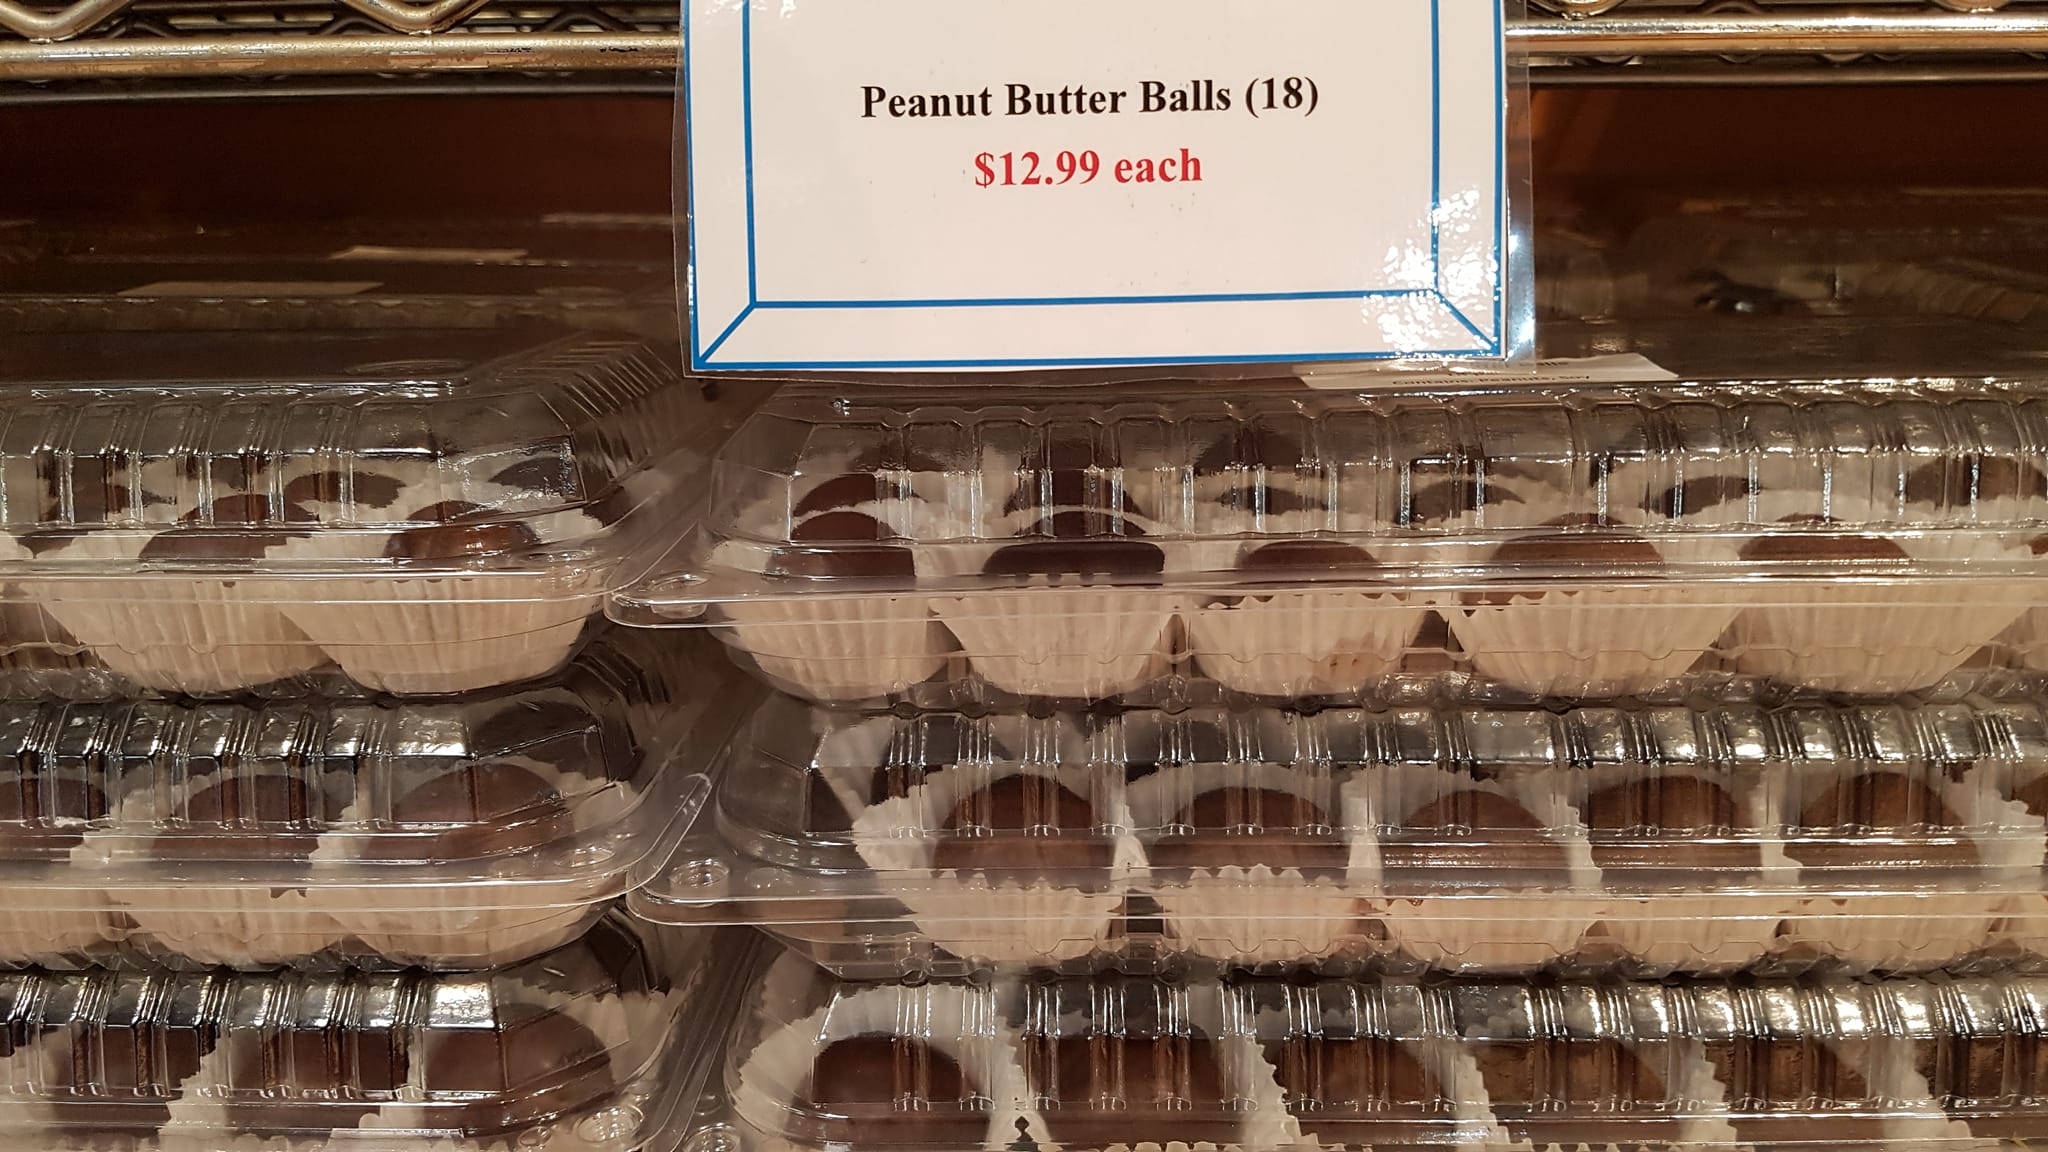 Peanut Butter Balls (18)
$12.99 each